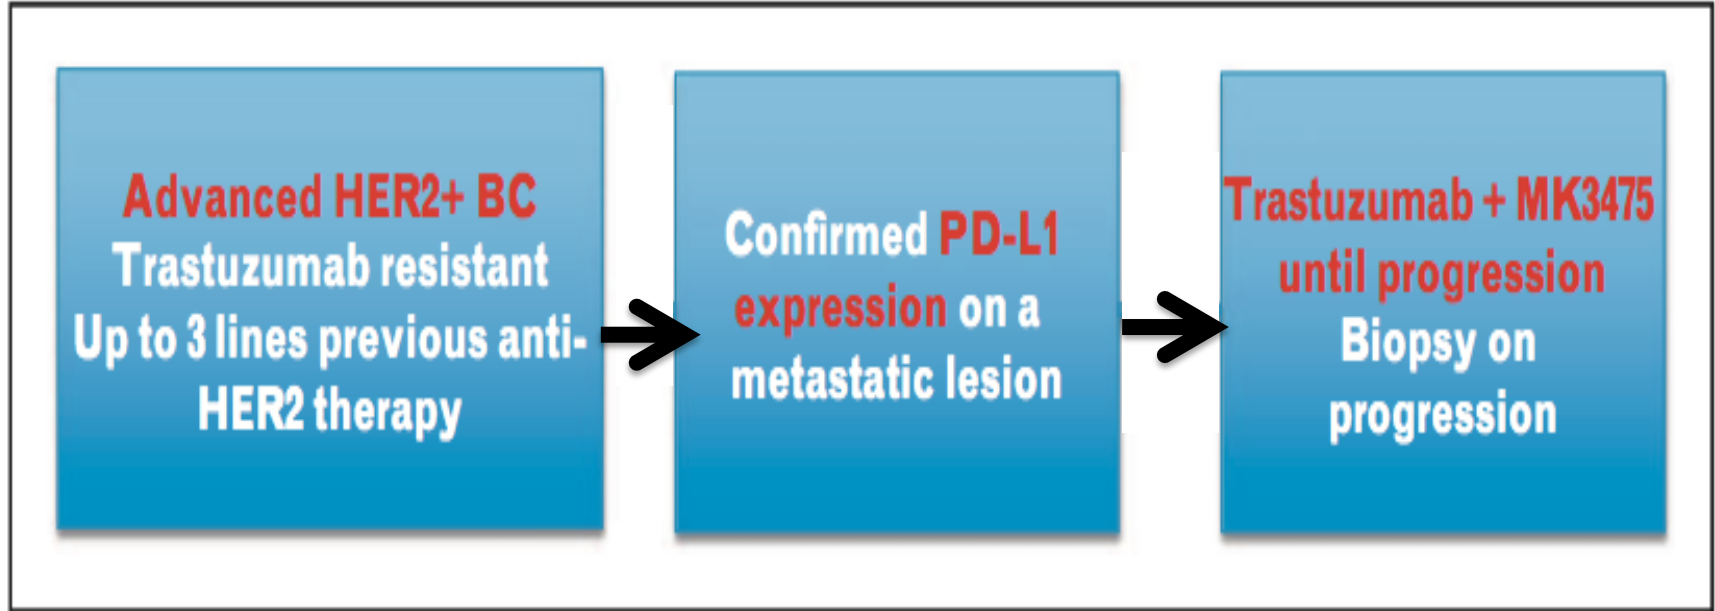 Advanced HER2+ BC
Trastuzumab resistant
Up to 3 lines previous anti-
HER2 therapy
Confirmed PD-L1
expression on a
metastatic lesion
Trastuzumab + MK3475
until progression
Biopsy on
progression